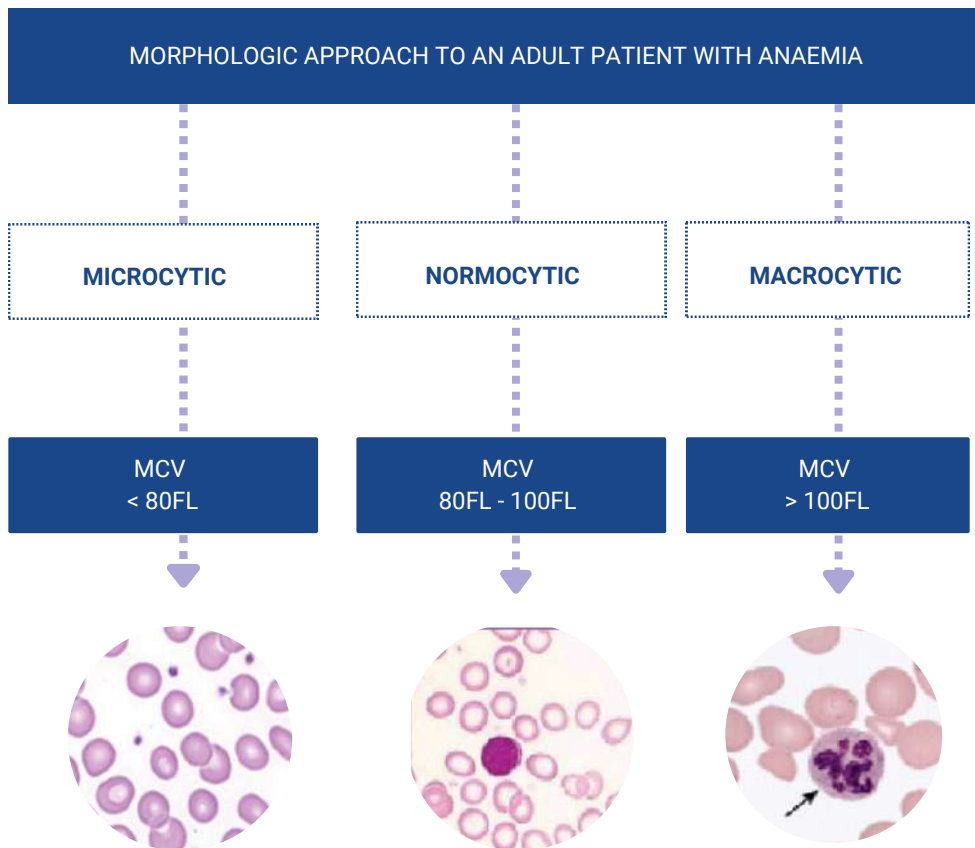 MORPHOLOGIC APPROACH TO AN ADULT PATIENT WITH ANAEMIA
MICROCYTIC
NORMOCYTIC
MACROCYTIC
MCV
< 80FL
MCV
80FL - 100FL
MCV
> 100FL